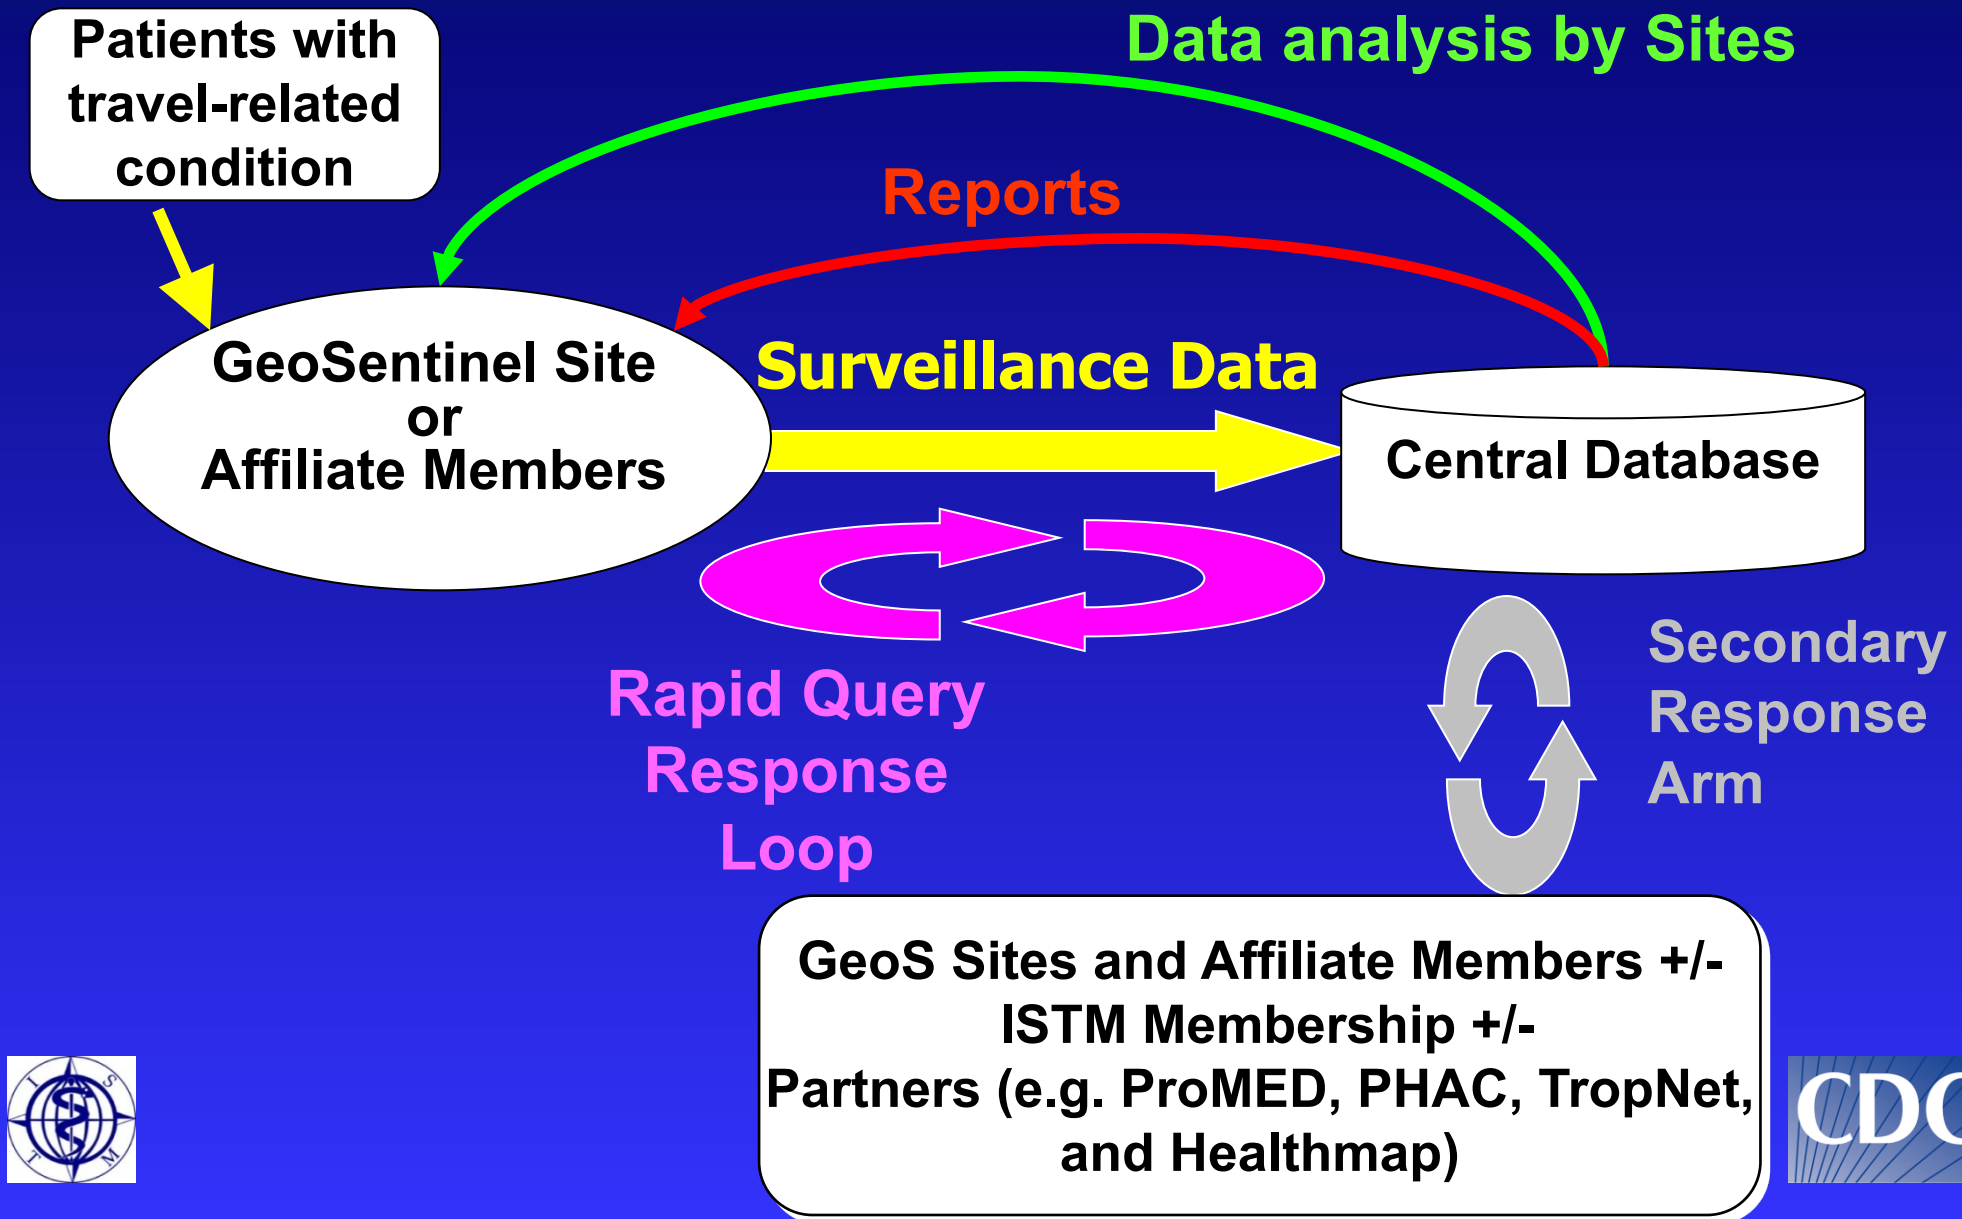 Patients with
travel-related
condition
Data analysis by Sites
Reports
GeoSentinel Site
or
Affiliate Members
Surveillance Data
Central Database
Rapid Query
Response
Loop
Secondary
Response
Arm
GeoS Sites and Affiliate Members +/-
ISTM Membership +/-
Partners (e.g. ProMED, PHAC, TropNet,
and Healthmap)
I S T M
CDC